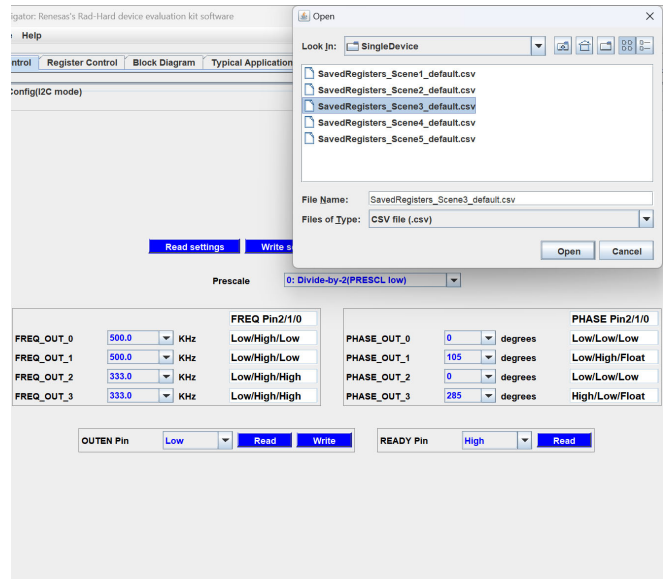 igator: Renesas's Rad-Hard device evaluation kit software
Help
ntrol Register Control Block Diagram Typical Application
Config(I2C mode)
Open
Look In: SingleDevice
SavedRegisters_Scene1_default.csv
SavedRegisters_Scene2_default.csv
SavedRegisters_Scene3_default.csv
SavedRegisters_Scene4_default.csv
SavedRegisters_Scene5_default.csv
File Name: SavedRegisters_Scene3_default.csv
Files of Type: CSV file (.csv)
Open Cancel
Read settings Write s
Prescale 0: Divide-by-2(PRESCL low)
FREQ Pin2/1/0
FREQ_OUT_0 500.0 KHz Low/High/Low
FREQ_OUT_1 500.0 KHz Low/High/Low
FREQ_OUT_2 333.0 KHz Low/High/High
FREQ_OUT_3 333.0 KHz Low/High/High
PHASE Pin2/1/0
PHASE_OUT_0 0 degrees Low/Low/Low
PHASE_OUT_1 105 degrees Low/High/Float
PHASE_OUT_2 0 degrees Low/Low/Low
PHASE_OUT_3 285 degrees High/Low/Float
OUTEN Pin Low Read Write
READY Pin High Read